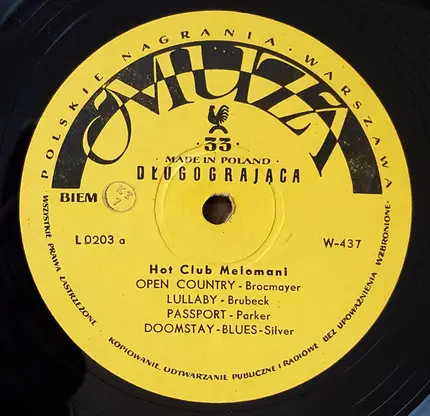 POLSKIE NAGRANIA · WARSZAWA
MUZA
· 33 ·
MADE IN POLAND ·
DŁUGOGRAJĄCA
BIEM
L 0203 a
W-437
Hot Club Melomani
OPEN COUNTRY - Brocmayer
LULLABY - Brubeck
PASSPORT - Parker
DOOMSTAY-BLUES-Silver
WSZYSTKIE PRAWA ZASTRZEŻONE · KOPIOWANIE, ODTWARZANIE PUBLICZNE I RADIOWE BEZ UPOWAŻNIENIA WZBRONIONE ·